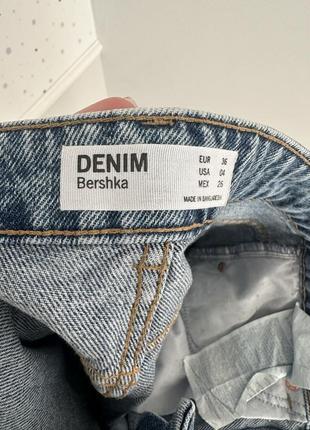 DENIM
Bershka
EUR 36
USA 04
MEX 26
MADE IN BANGLADESH